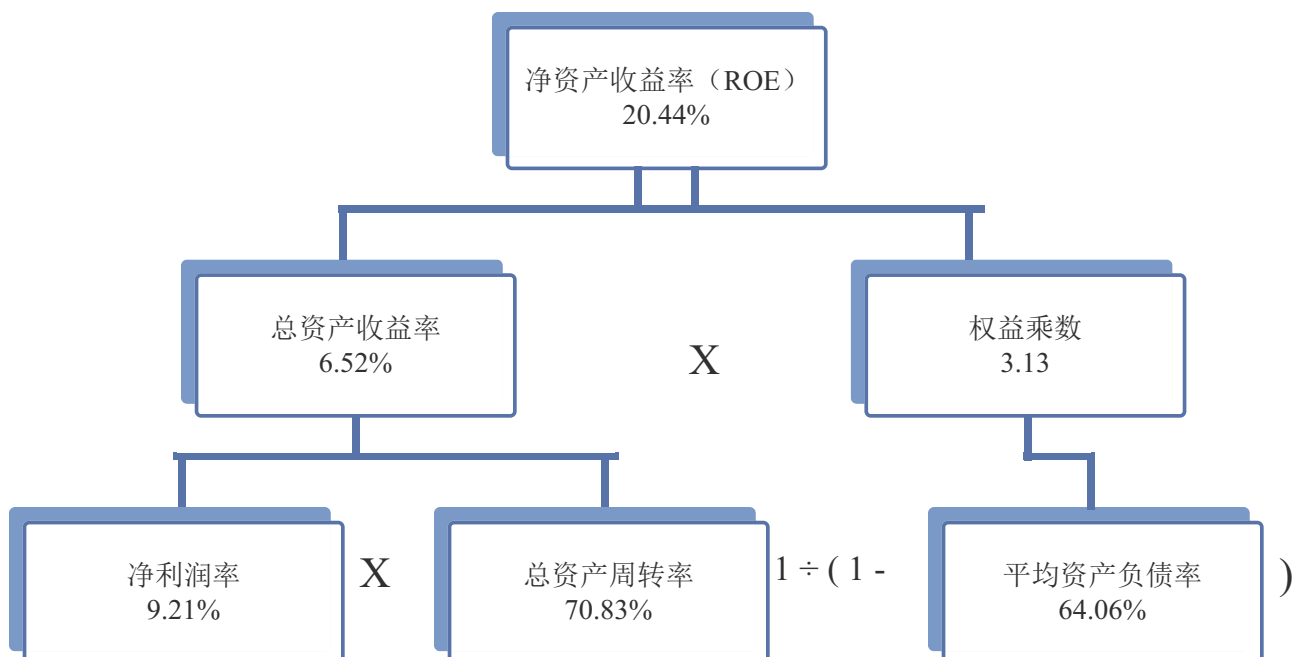 净资产收益率（ROE）
20.44%
总资产收益率
6.52%
X
权益乘数
3.13
净利润率
9.21%
X
总资产周转率
70.83%
1 ÷ ( 1 -
平均资产负债率
64.06%
)